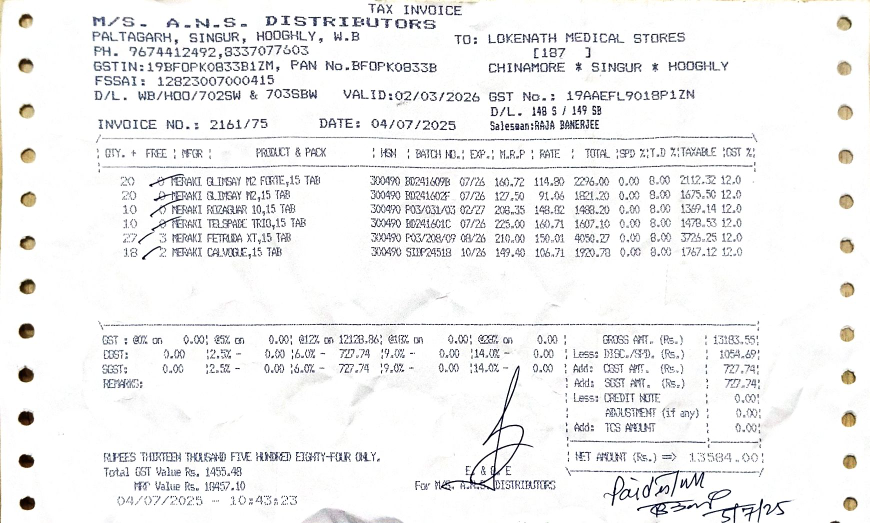 TAX INVOICE
M/S. A.N.S. DISTRIBUTORS
PALTAGARH, SINGUR, HOOGHLY, W.B
TO: LOKENATH MEDICAL STORES
PH. 9674412492,8337077603
[187 ]
GSTIN:19BFOPK0833B1ZM, PAN No.BFOPK0833B
CHINAMORE * SINGUR * HOOGHLY
FSSAI: 12823007000415
D/L. WB/HOO/702SW & 703SBW VALID:02/03/2026 GST No.: 19AAEFL9018P1ZN
D/L. 148 S / 149 SB
INVOICE NO.: 2161/75 DATE: 04/07/2025 Salesman:RAJA BANERJEE
QTY. + FREE | MFGR | PRODUCT & PACK | HSN | BATCH NO.| EXP.| M.R.P | RATE | TOTAL |SPD %|T.D %|TAXABLE |GST %|
20 0 MERAKI GLIMSAY M2 FORTE,15 TAB 300490 BD241609B 07/26 160.72 114.80 2296.00 0.00 8.00 2112.32 12.0
20 0 MERAKI GLIMSAY M2,15 TAB 300490 BD241602F 07/26 127.50 91.06 1821.20 0.00 8.00 1675.50 12.0
10 0 MERAKI ROZAGUAR 10,15 TAB 300490 P03/031/03 02/27 208.35 148.82 1488.20 0.00 8.00 1369.14 12.0
10 0 MERAKI TELSPADE TRIO,15 TAB 300490 BD241601C 07/26 225.00 160.71 1607.10 0.00 8.00 1478.53 12.0
27 3 MERAKI FETRUDA XT,15 TAB 300490 P03/208/09 08/26 210.00 150.01 4050.27 0.00 8.00 3726.25 12.0
18 2 MERAKI CALVOGUE,15 TAB 300490 SIDP24518 10/26 149.40 106.71 1920.78 0.00 8.00 1767.12 12.0
GST : @0% on 0.00| @5% on 0.00| @12% on 12128.86| @18% on 0.00| @28% on 0.00
CGST: 0.00 |2.5% - 0.00 |6.0% - 727.74 |9.0% - 0.00 |14.0% - 0.00
SGST: 0.00 |2.5% - 0.00 |6.0% - 727.74 |9.0% - 0.00 |14.0% - 0.00
REMARKS:
GROSS AMT. (Rs.) | 13183.55|
Less: DISC./SPD. (Rs.) | 1054.69|
Add: CGST AMT. (Rs.) | 727.74|
Add: SGST AMT. (Rs.) | 727.74|
Less: CREDIT NOTE | 0.00|
ADJUSTMENT (if any) | 0.00|
Add: TCS AMOUNT | 0.00|
NET AMOUNT (Rs.) => | 13584.00|
RUPEES THIRTEEN THOUSAND FIVE HUNDRED EIGHTY-FOUR ONLY.
Total GST Value Rs. 1455.48
E. & O. E
MRP Value Rs. 18457.10
For M/S. A.N.S. DISTRIBUTORS
04/07/2025 - 10:43:23
Paid
5/7/25